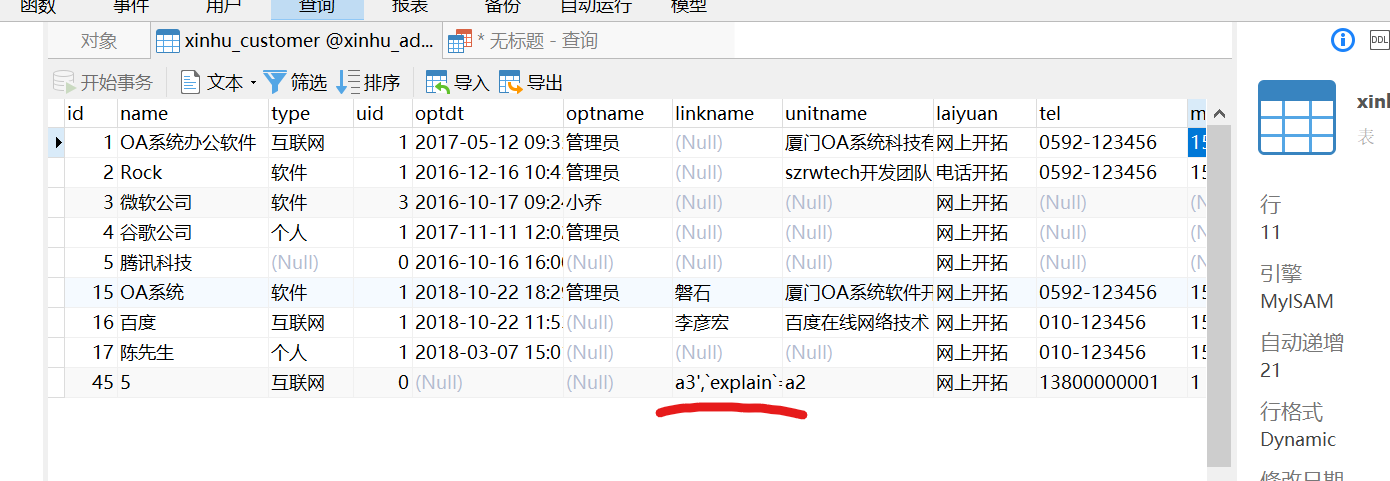 函数 事件 用户 查询 报表 备份 自动运行 模型
对象 xinhu_customer @xinhu_ad... * 无标题 - 查询
DDL
开始事务 文本 筛选 排序 导入 导出
id name type uid optdt optname linkname unitname laiyuan tel m
1 OA系统办公软件 互联网 1 2017-05-12 09:3 管理员 (Null) 厦门OA系统科技有 网上开拓 0592-123456 15
2 Rock 软件 1 2016-12-16 10:4 管理员 (Null) szrwtech开发团队 电话开拓 0592-123456 15
3 微软公司 软件 3 2016-10-17 09:24 小乔 (Null) (Null) 网上开拓 (Null) (N
4 谷歌公司 个人 1 2017-11-11 12:0 管理员 (Null) (Null) 网上开拓 (Null) (N
5 腾讯科技 (Null) 0 2016-10-16 16:0 (Null) (Null) (Null) 网上开拓 (Null) (N
15 OA系统 软件 1 2018-10-22 18:29 管理员 磐石 厦门OA系统软件开 网上开拓 0592-123456 15
16 百度 互联网 1 2018-10-22 11:5 (Null) 李彦宏 百度在线网络技术 网上开拓 010-123456 15
17 陈先生 个人 1 2018-03-07 15:0 (Null) (Null) (Null) 网上开拓 010-123456 15
45 5 互联网 0 (Null) (Null) a3',`explain`= a2 网上开拓 13800000001 1
xinh
表
行
11
引擎
MyISAM
自动递增
21
行格式
Dynamic
修改日期